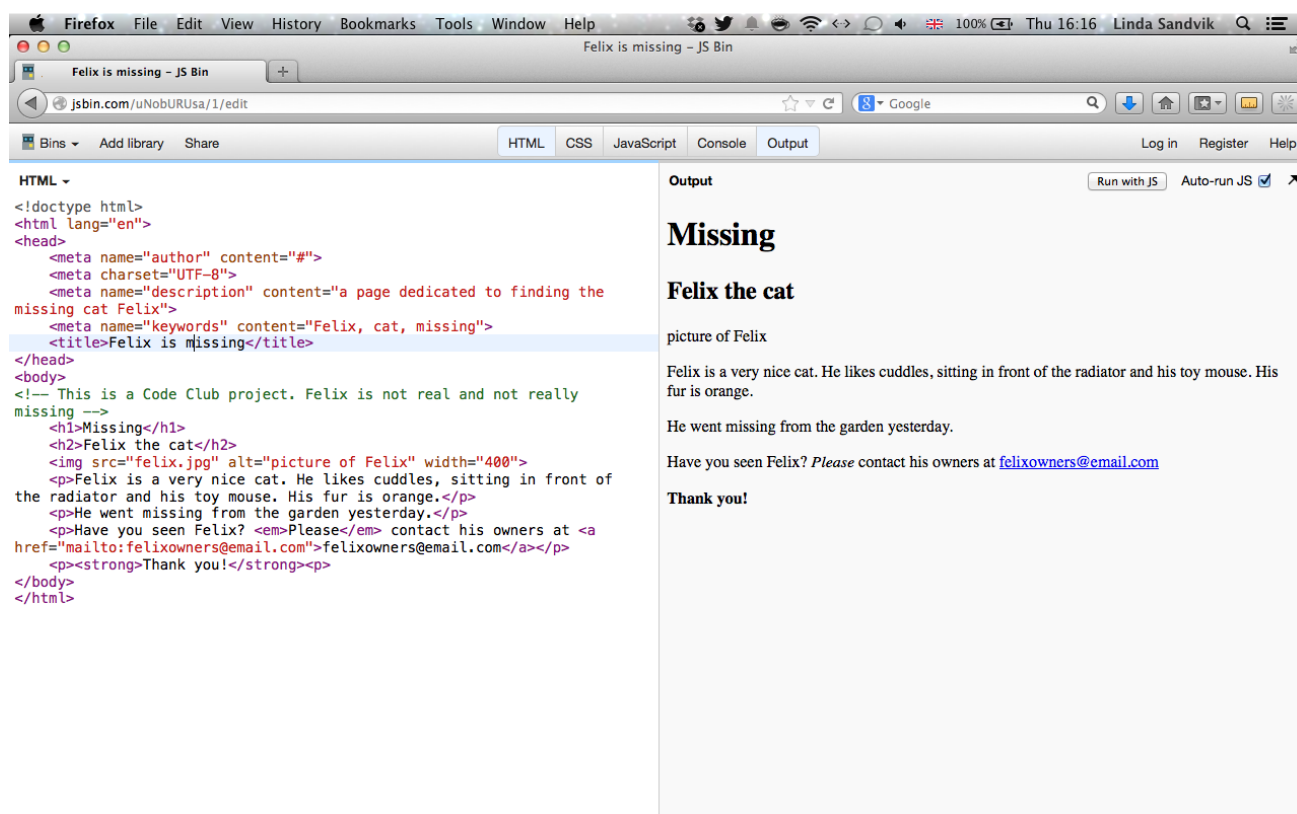 Firefox File Edit View History Bookmarks Tools Window Help 100% Thu 16:16 Linda Sandvik
Felix is missing – JS Bin
Felix is missing – JS Bin
jsbin.com/uNobURUsa/1/edit
Google
Bins Add library Share HTML CSS JavaScript Console Output Log in Register Help
HTML
<!doctype html>
<html lang="en">
<head>
    <meta name="author" content="#">
    <meta charset="UTF-8">
    <meta name="description" content="a page dedicated to finding the
missing cat Felix">
    <meta name="keywords" content="Felix, cat, missing">
    <title>Felix is missing</title>
</head>
<body>
<!-- This is a Code Club project. Felix is not real and not really
missing -->
    <h1>Missing</h1>
    <h2>Felix the cat</h2>
    <img src="felix.jpg" alt="picture of Felix" width="400">
    <p>Felix is a very nice cat. He likes cuddles, sitting in front of
the radiator and his toy mouse. His fur is orange.</p>
    <p>He went missing from the garden yesterday.</p>
    <p>Have you seen Felix? <em>Please</em> contact his owners at <a
href="mailto:felixowners@email.com">felixowners@email.com</a></p>
    <p><strong>Thank you!</strong><p>
</body>
</html>
Output Run with JS Auto-run JS
Missing
Felix the cat
picture of Felix
Felix is a very nice cat. He likes cuddles, sitting in front of the radiator and his toy mouse. His
fur is orange.
He went missing from the garden yesterday.
Have you seen Felix? Please contact his owners at felixowners@email.com
Thank you!